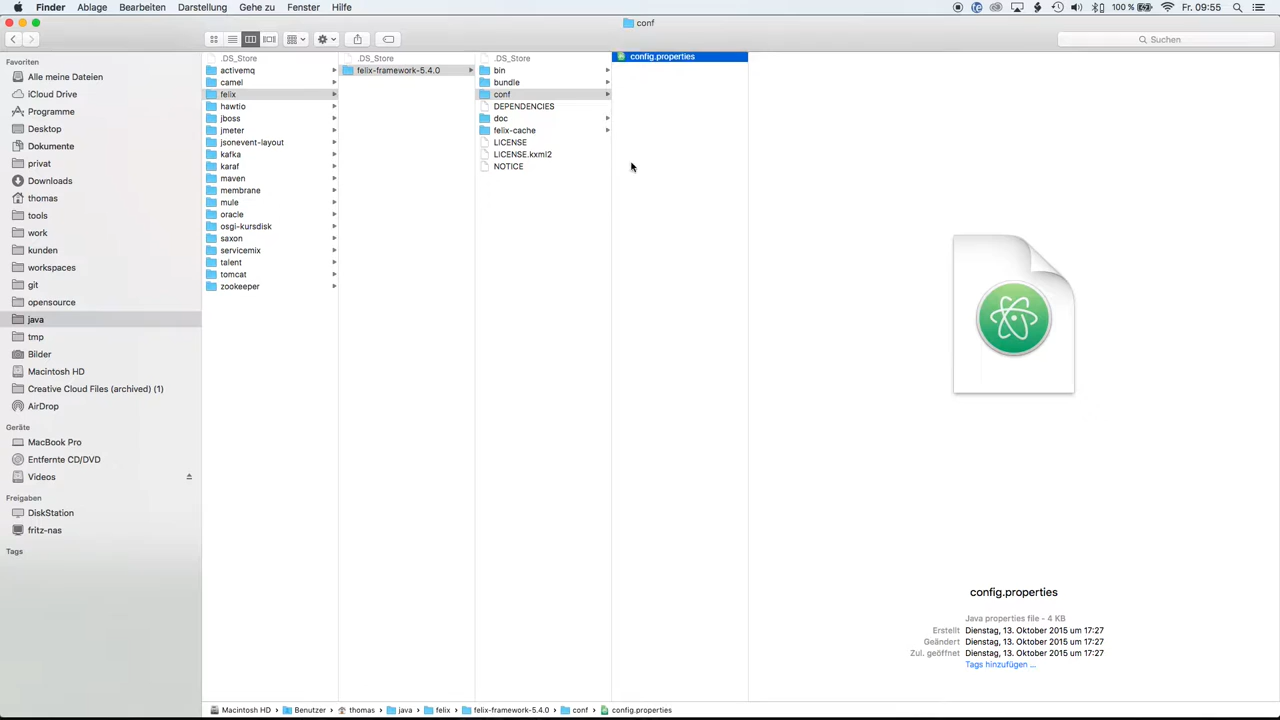 Finder Ablage Bearbeiten Darstellung Gehe zu Fenster Hilfe 100 % Fr. 09:55
conf
Suchen
Favoriten
Alle meine Dateien
iCloud Drive
Programme
Desktop
Dokumente
privat
Downloads
thomas
tools
work
kunden
workspaces
git
opensource
java
tmp
Bilder
Macintosh HD
Creative Cloud Files (archived) (1)
AirDrop
Geräte
MacBook Pro
Entfernte CD/DVD
Videos
Freigaben
DiskStation
fritz-nas
Tags
.DS_Store
activemq
camel
felix
hawtio
jboss
jmeter
jsonevent-layout
kafka
karaf
maven
membrane
mule
oracle
osgi-kursdisk
saxon
servicemix
talent
tomcat
zookeeper
.DS_Store
felix-framework-5.4.0
.DS_Store
bin
bundle
conf
DEPENDENCIES
doc
felix-cache
LICENSE
LICENSE.kxml2
NOTICE
config.properties
config.properties
Java properties file - 4 KB
Erstellt Dienstag, 13. Oktober 2015 um 17:27
Geändert Dienstag, 13. Oktober 2015 um 17:27
Zul. geöffnet Dienstag, 13. Oktober 2015 um 17:27
Tags hinzufügen ...
Macintosh HD › Benutzer › thomas › java › felix › felix-framework-5.4.0 › conf › config.properties